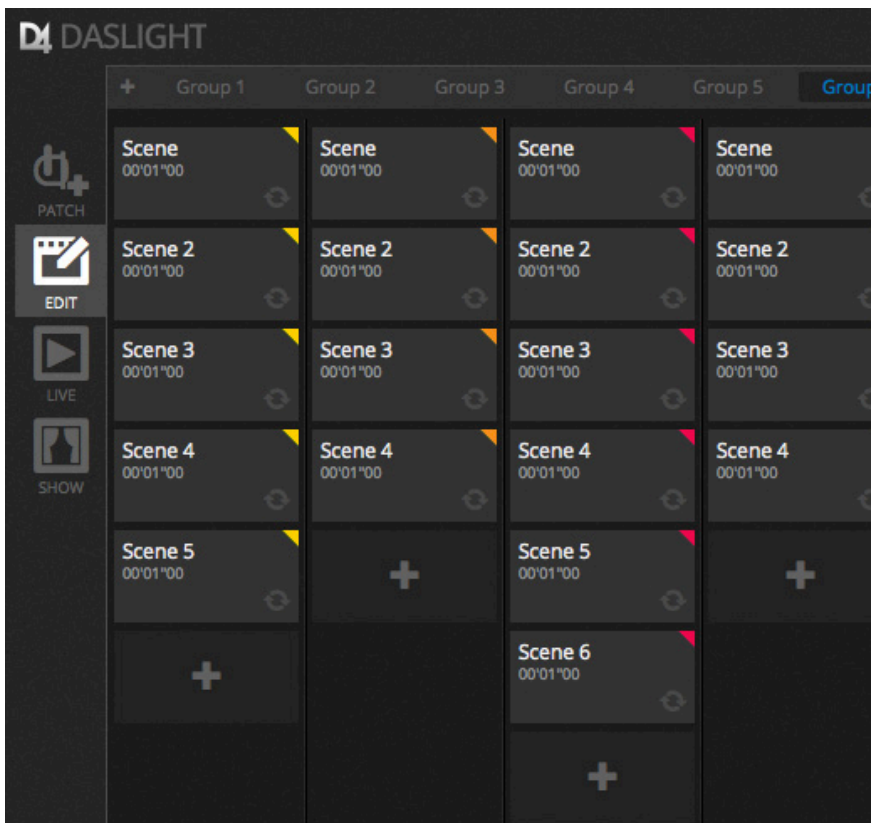 D4 DASLIGHT
+ Group 1 Group 2 Group 3 Group 4 Group 5 Group
Scene Scene Scene Scene
00'01"00 00'01"00 00'01"00 00'01"00
PATCH
Scene 2 Scene 2 Scene 2 Scene 2
00'01"00 00'01"00 00'01"00 00'01"00
EDIT
Scene 3 Scene 3 Scene 3 Scene 3
00'01"00 00'01"00 00'01"00 00'01"00
LIVE
Scene 4 Scene 4 Scene 4 Scene 4
00'01"00 00'01"00 00'01"00 00'01"00
SHOW
Scene 5 Scene 5
00'01"00 00'01"00
Scene 6
00'01"00